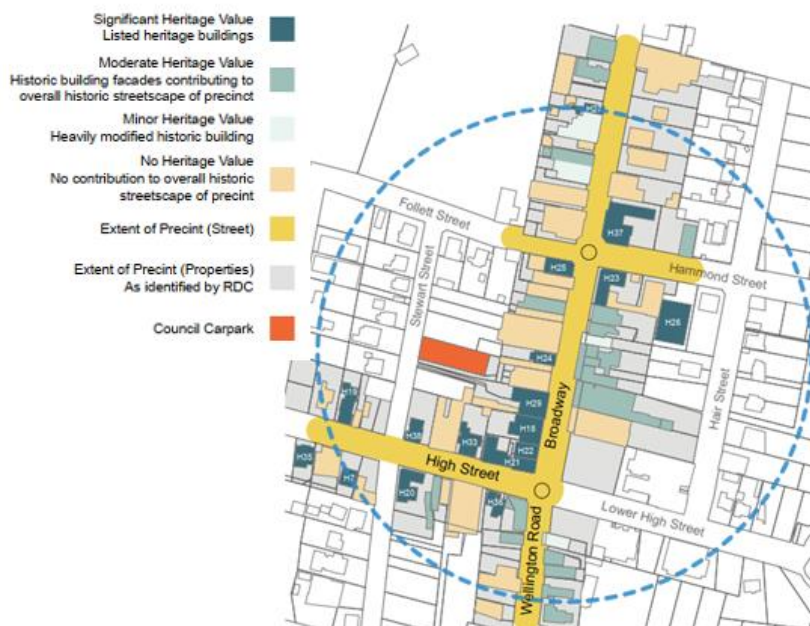 Significant Heritage Value
Listed heritage buildings
Moderate Heritage Value
Historic building facades contributing to
overall historic streetscape of precinct
Minor Heritage Value
Heavily modified historic building
No Heritage Value
No contribution to overall historic
streetscape of precint
Extent of Precint (Street)
Extent of Precint (Properties)
As identified by RDC
Council Carpark
Follett Street
Stewart Street
H37
H25
H23
Hammond Street
H26
H24
Broadway
Hair Street
H29
H18
H22
H21
H19
H38
H33
H35
H7
H20
High Street
H36
Lower High Street
Wellington Road